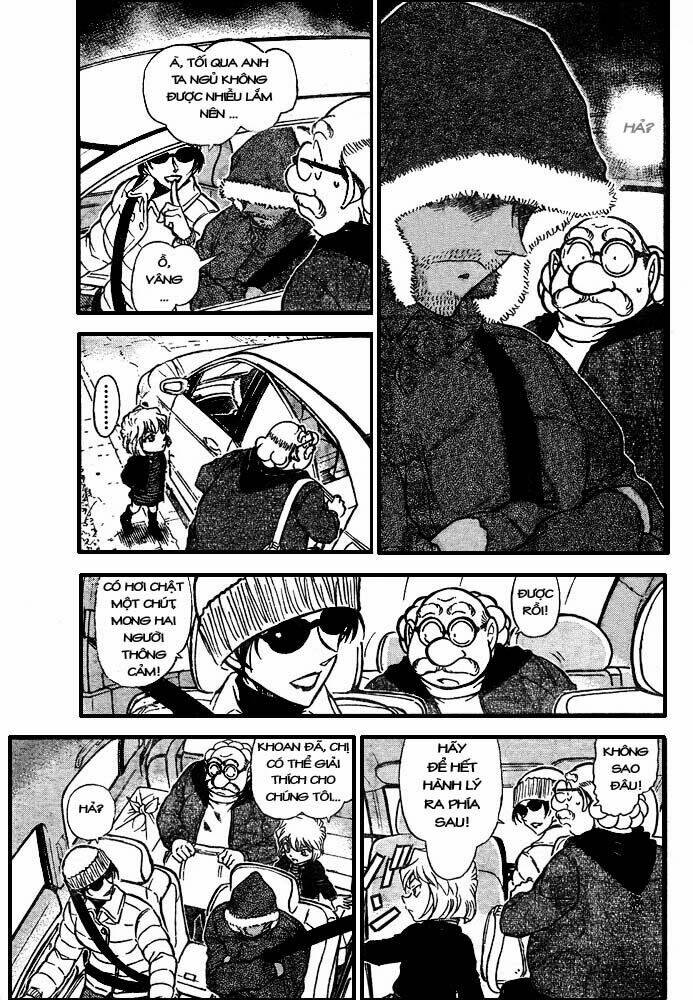 HẢ?
À, TỐI QUA ANH
TA NGỦ KHÔNG
ĐƯỢC NHIỀU LẮM
NÊN ...
Ồ,
VÂNG
...
........
ĐƯỢC
RỒI!
CÓ HƠI CHẬT
MỘT CHÚT,
MONG HAI
NGƯỜI
THÔNG
CẢM!
KHÔNG
SAO
ĐÂU!
HÃY
ĐỂ HẾT
HÀNH LÝ
RA PHÍA
SAU!
KHOAN ĐÃ, CHỊ
CÓ THỂ GIẢI
THÍCH CHO
CHÚNG TÔI...
HẢ?